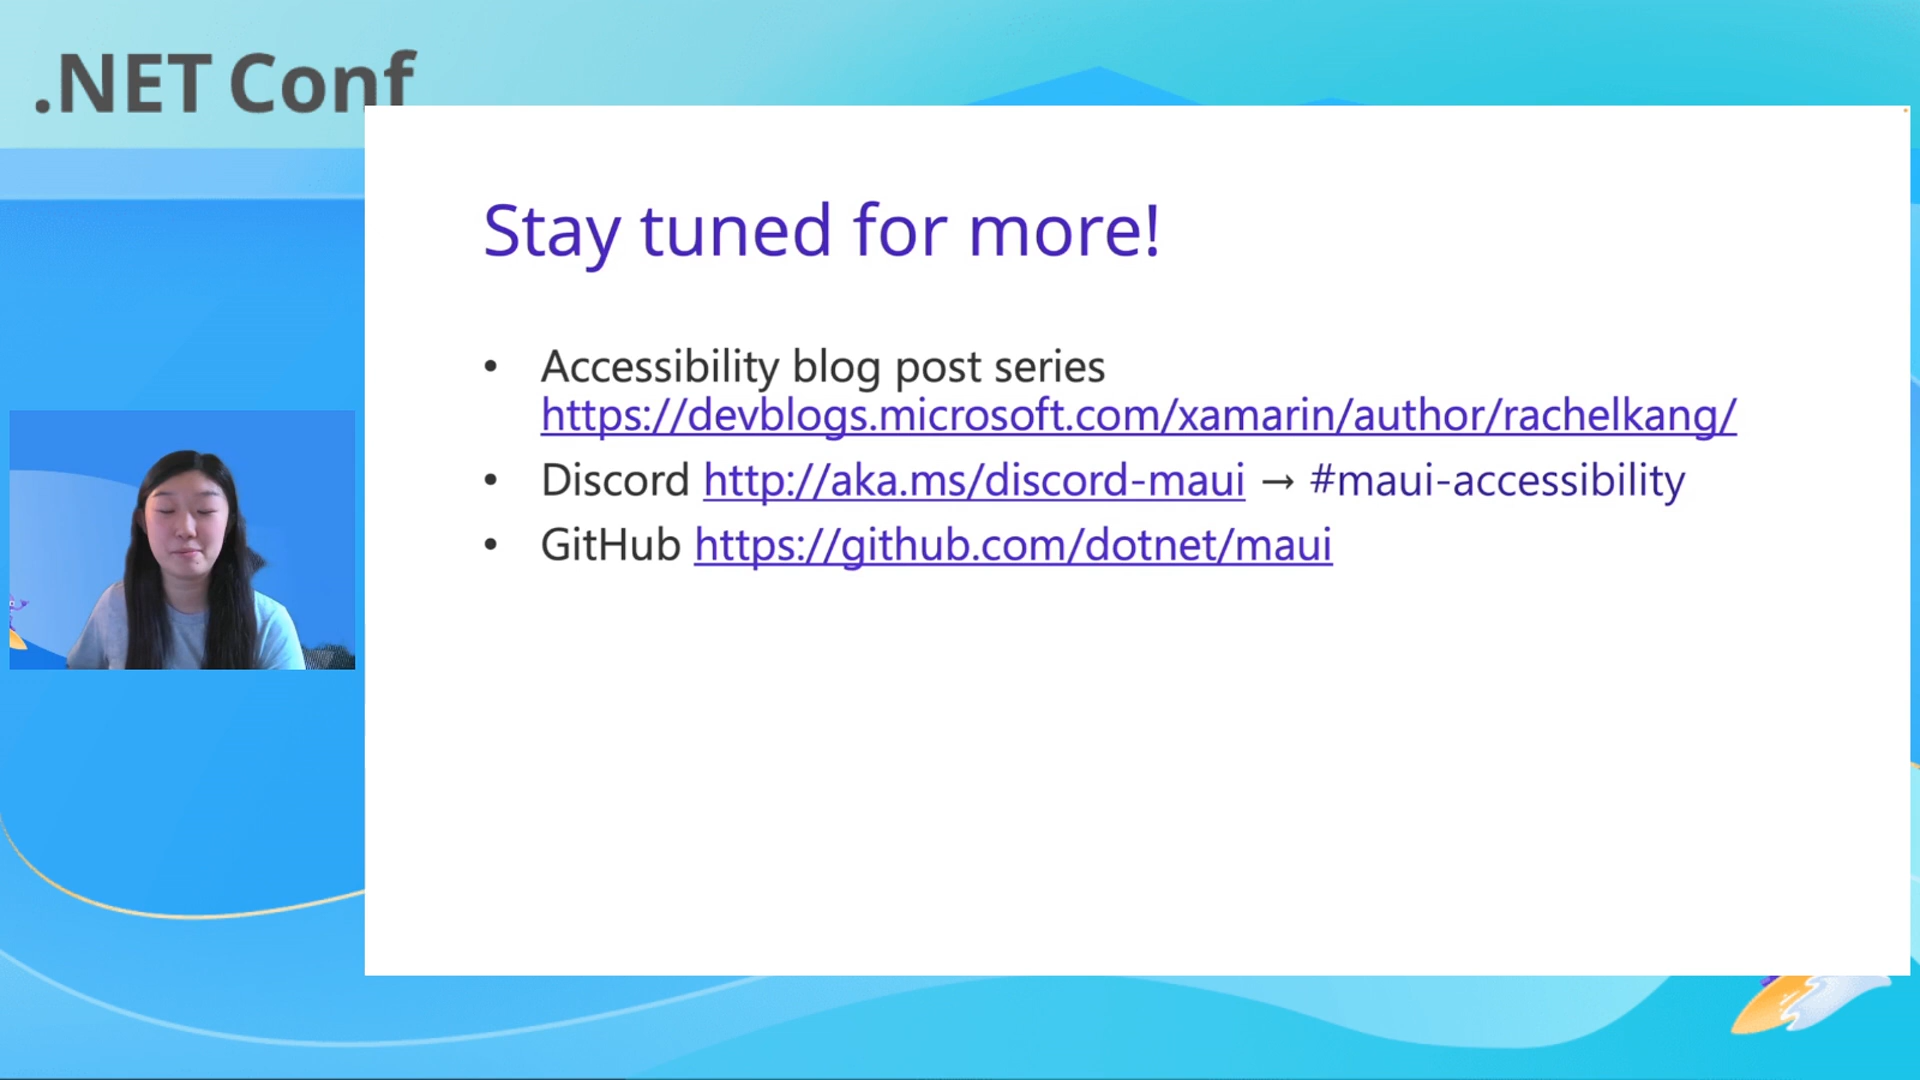 .NET Conf
Stay tuned for more!
• Accessibility blog post series
https://devblogs.microsoft.com/xamarin/author/rachelkang/
• Discord http://aka.ms/discord-maui → #maui-accessibility
• GitHub https://github.com/dotnet/maui